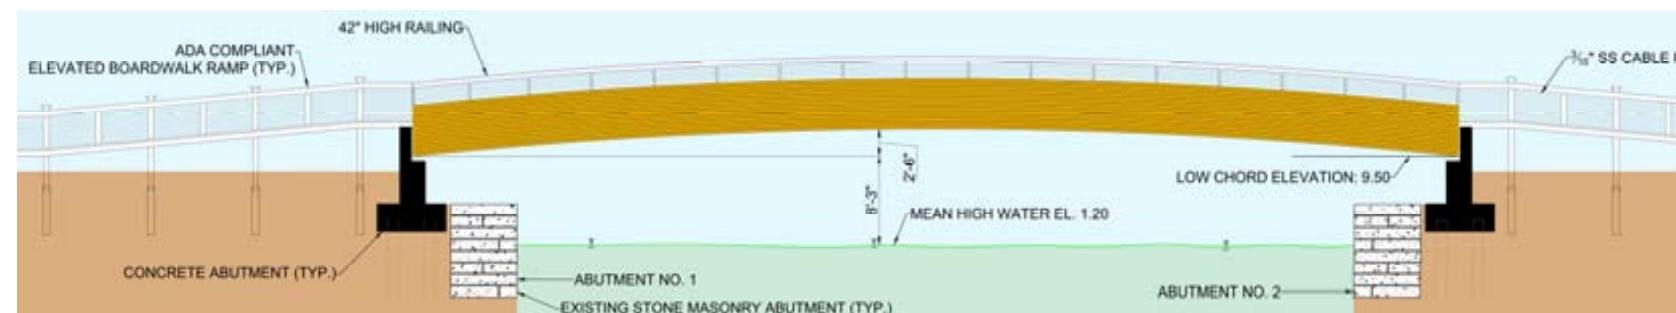 42" HIGH RAILING
ADA COMPLIANT
ELEVATED BOARDWALK RAMP (TYP.)
3/16" SS CABLE
2'-6"
8'-3"
LOW CHORD ELEVATION: 9.50
MEAN HIGH WATER EL. 1.20
CONCRETE ABUTMENT (TYP.)
ABUTMENT NO. 1
ABUTMENT NO. 2
EXISTING STONE MASONRY ABUTMENT (TYP.)